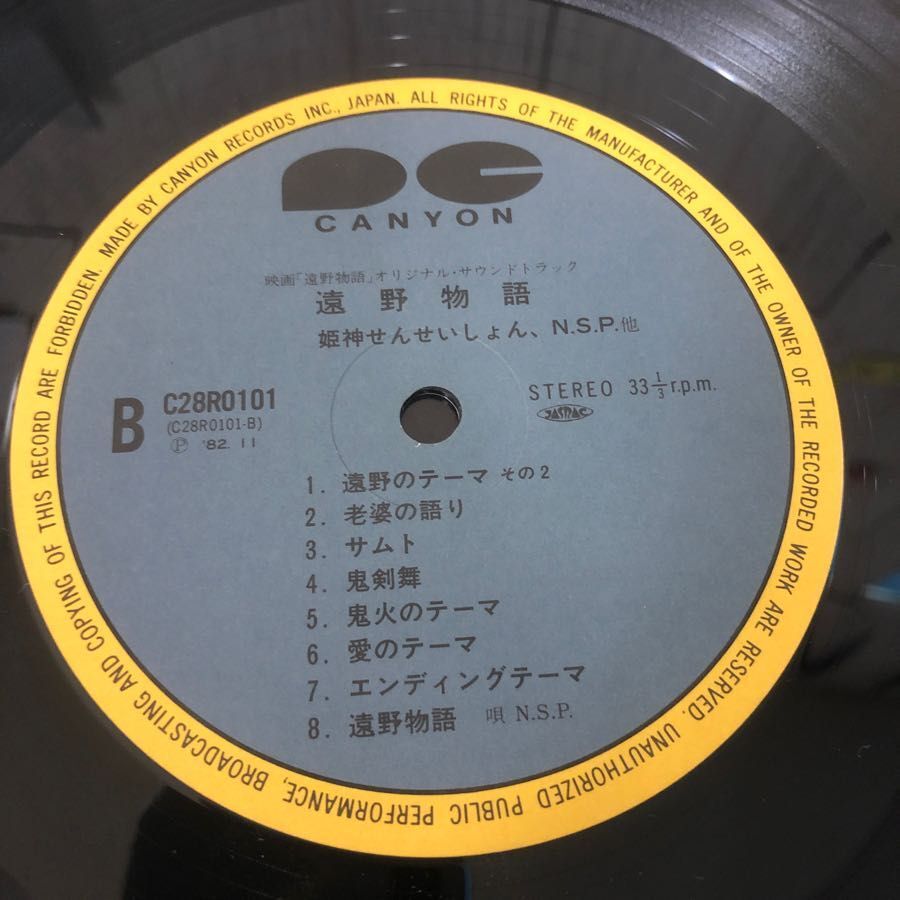 MADE BY CANYON RECORDS INC., JAPAN. ALL RIGHTS OF THE MANUFACTURER AND OF THE OWNER OF THE RECORDED WORK ARE RESERVED. UNAUTHORIZED PUBLIC PERFORMANCE, BROADCASTING AND COPYING OF THIS RECORD ARE FORBIDDEN.
CANYON
映画「遠野物語」オリジナル・サウンドトラック
遠野物語
姫神せんせいしょん、N.S.P.他
B
C28R0101
(C28R0101-B)
Ⓟ '82. 11
STEREO 33 1/3 r.p.m.
JASRAC
1. 遠野のテーマ その2
2. 老婆の語り
3. サムト
4. 鬼剣舞
5. 鬼火のテーマ
6. 愛のテーマ
7. エンディングテーマ
8. 遠野物語 唄 N.S.P.